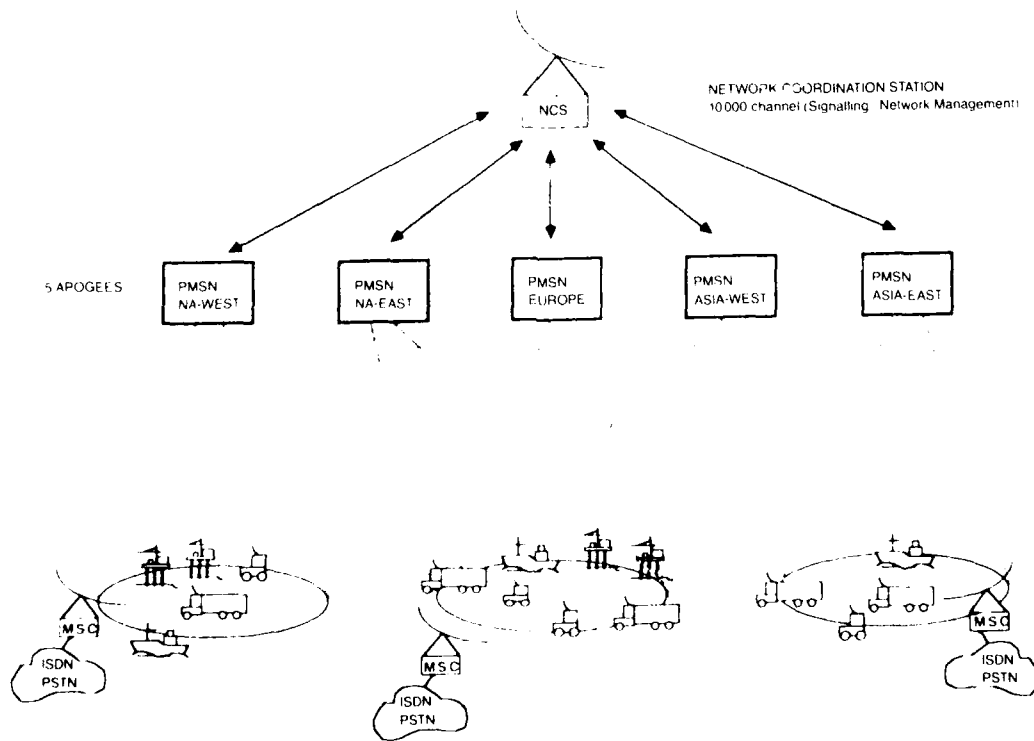 NETWORK COORDINATION STATION
10 000 channel (Signalling Network Management)
NCS
5 APOGEES
PMSN
NA-WEST
PMSN
NA-EAST
PMSN
EUROPE
PMSN
ASIA-WEST
PMSN
ASIA-EAST
MSC
ISDN
PSTN
MSC
ISDN
PSTN
MSC
ISDN
PSTN